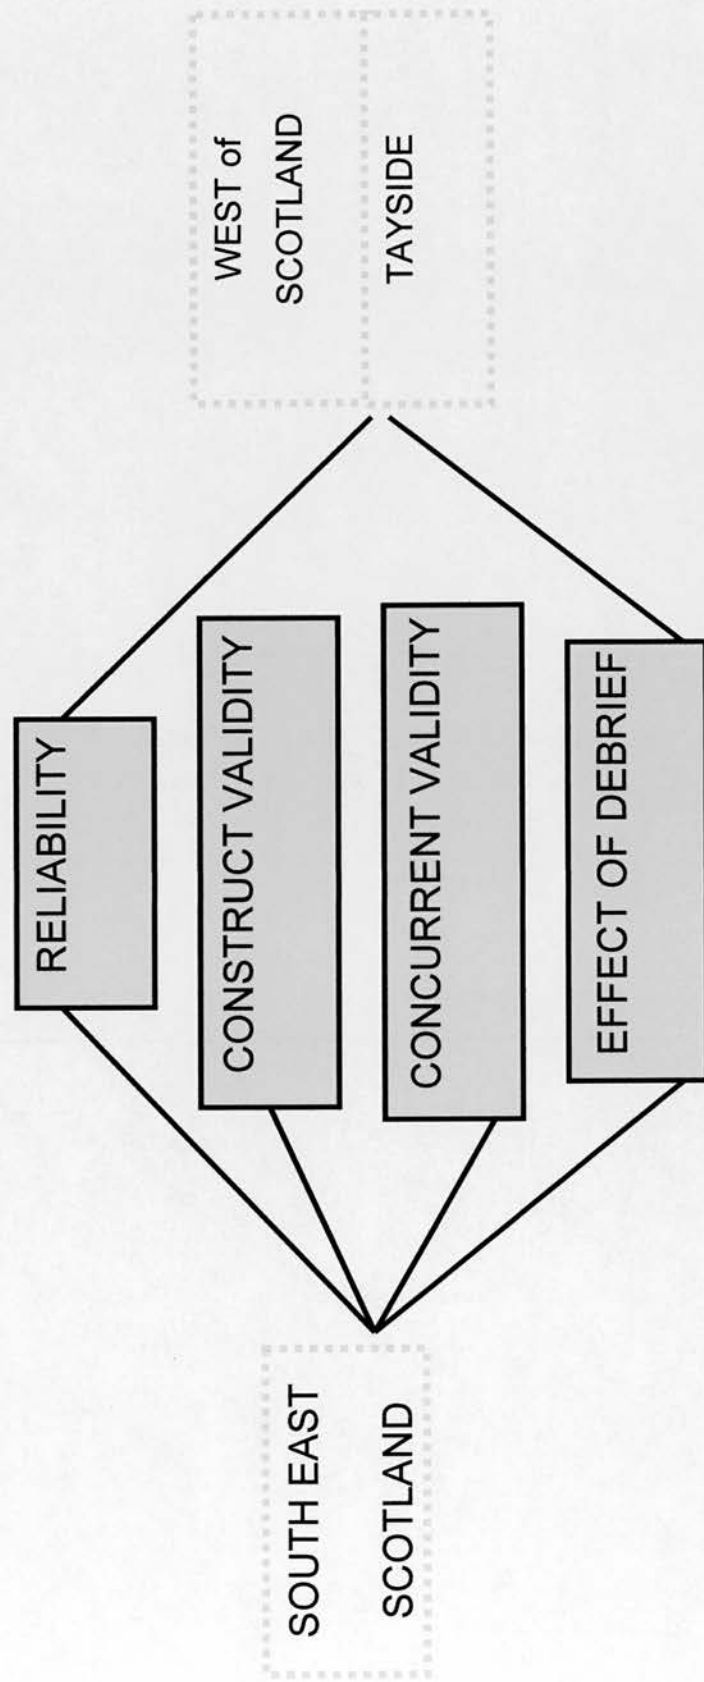 SOUTH EAST
SCOTLAND
RELIABILITY
CONSTRUCT VALIDITY
CONCURRENT VALIDITY
EFFECT OF DEBRIEF
WEST of
SCOTLAND
TAYSIDE